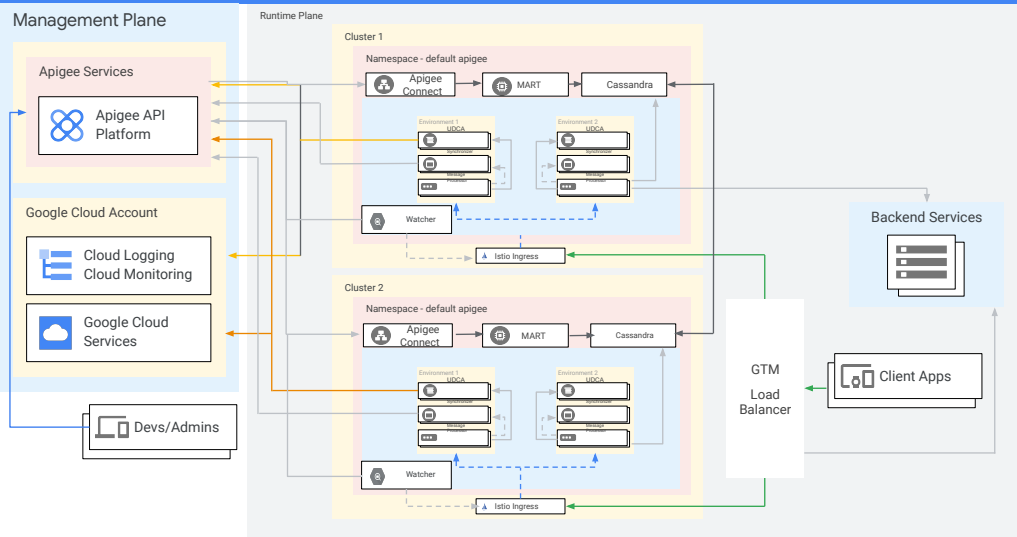 Management Plane
Apigee Services
Apigee API
Platform
Google Cloud Account
Cloud Logging
Cloud Monitoring
Google Cloud
Services
Devs/Admins
Runtime Plane
Cluster 1
Namespace - default apigee
Apigee
Connect
MART
Cassandra
Environment 1
UDCA
Synchronizer
Message
Processor
Environment 2
UDCA
Synchronizer
Message
Processor
Watcher
Istio Ingress
Cluster 2
Namespace - default apigee
Apigee
Connect
MART
Cassandra
Environment 1
UDCA
Synchronizer
Message
Processor
Environment 2
UDCA
Synchronizer
Message
Processor
Watcher
Istio Ingress
Backend Services
GTM
Load
Balancer
Client Apps